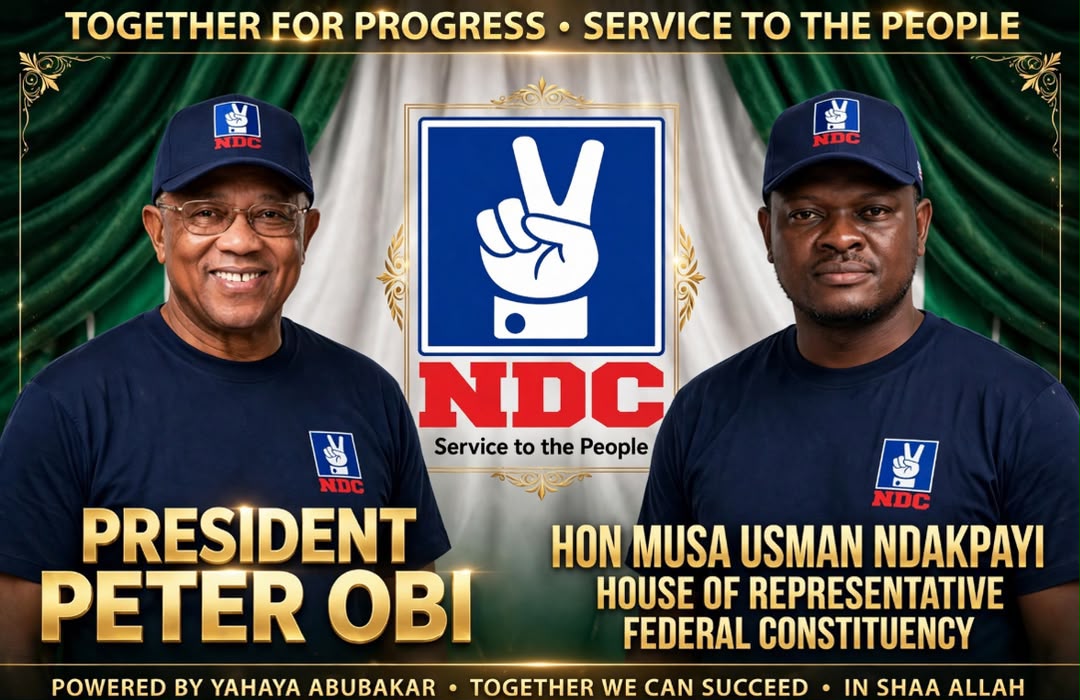 TOGETHER FOR PROGRESS • SERVICE TO THE PEOPLE
NDC
NDC
NDC
Service to the People
NDC
NDC
PRESIDENT
PETER OBI
HON MUSA USMAN NDAKPAYI
HOUSE OF REPRESENTATIVE
FEDERAL CONSTITUENCY
POWERED BY YAHAYA ABUBAKAR • TOGETHER WE CAN SUCCEED • IN SHAA ALLAH